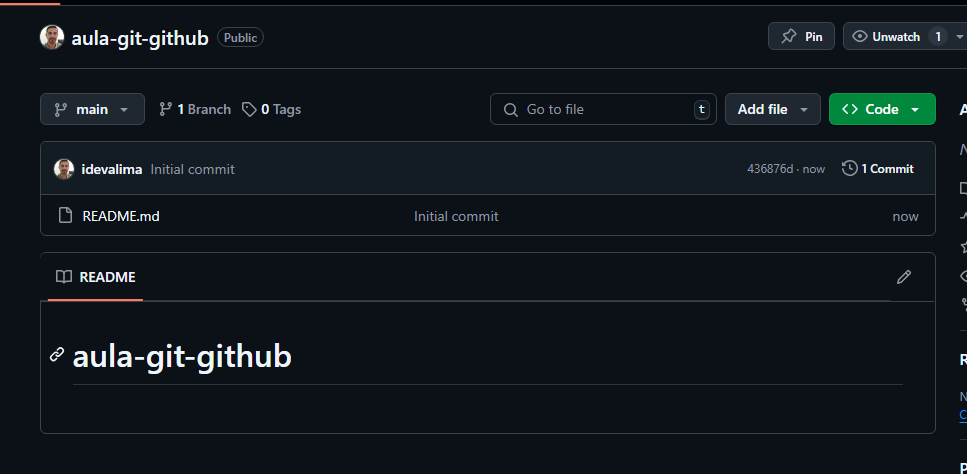 aula-git-github Public Pin Unwatch 1
main 1 Branch 0 Tags Go to file t Add file Code
idevalima Initial commit 436876d · now 1 Commit
README.md Initial commit now
README
aula-git-github